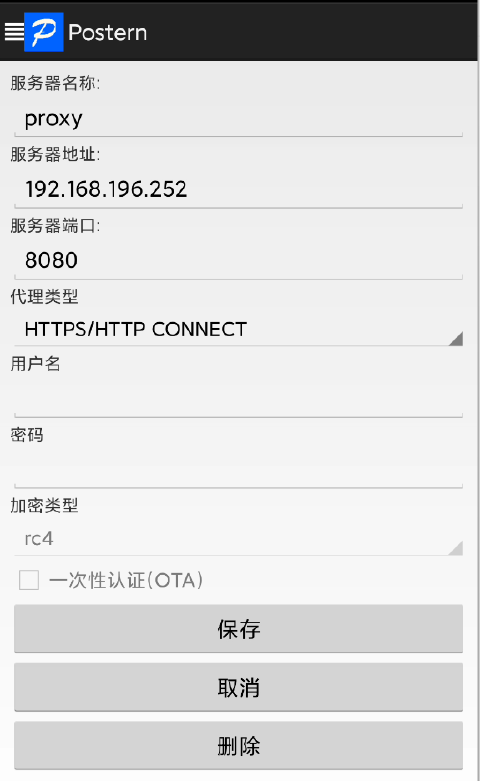 Postern
服务器名称:
proxy
服务器地址:
192.168.196.252
服务器端口:
8080
代理类型
HTTPS/HTTP CONNECT
用户名
密码
加密类型
rc4
一次性认证(OTA)
保存
取消
删除